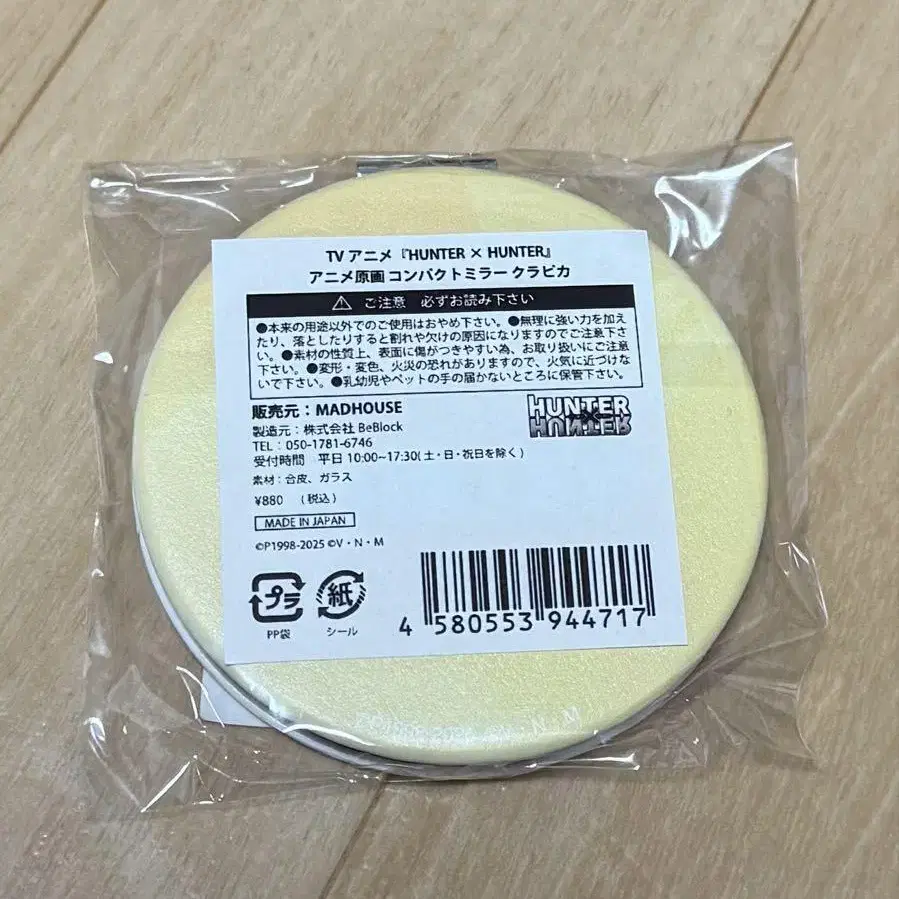 TVアニメ『HUNTER × HUNTER』
アニメ原画 コンパクトミラー クラピカ
⚠ ご注意 必ずお読み下さい
●本来の用途以外でのご使用はおやめ下さい。●無理に強い力を加え
たり、落としたりすると割れや欠けの原因になりますのでご注意下さ
い。●素材の性質上、表面に傷がつきやすい為、お取り扱いにご注意
下さい。●変形・変色、火災の恐れがありますので、火気に近づけな
いで下さい。●乳幼児やペットの手の届かないところに保管下さい。
販売元：MADHOUSE
製造元：株式会社 BeBlock
TEL：050-1781-6746
受付時間 平日 10:00~17:30(土・日・祝日を除く)
素材：合皮、ガラス
¥880 （税込）
MADE IN JAPAN
©P1998-2025 ©V・N・M
HUNTER
×
HUNTER
プラ
PP袋
紙
シール
4 580553 944717
N・M